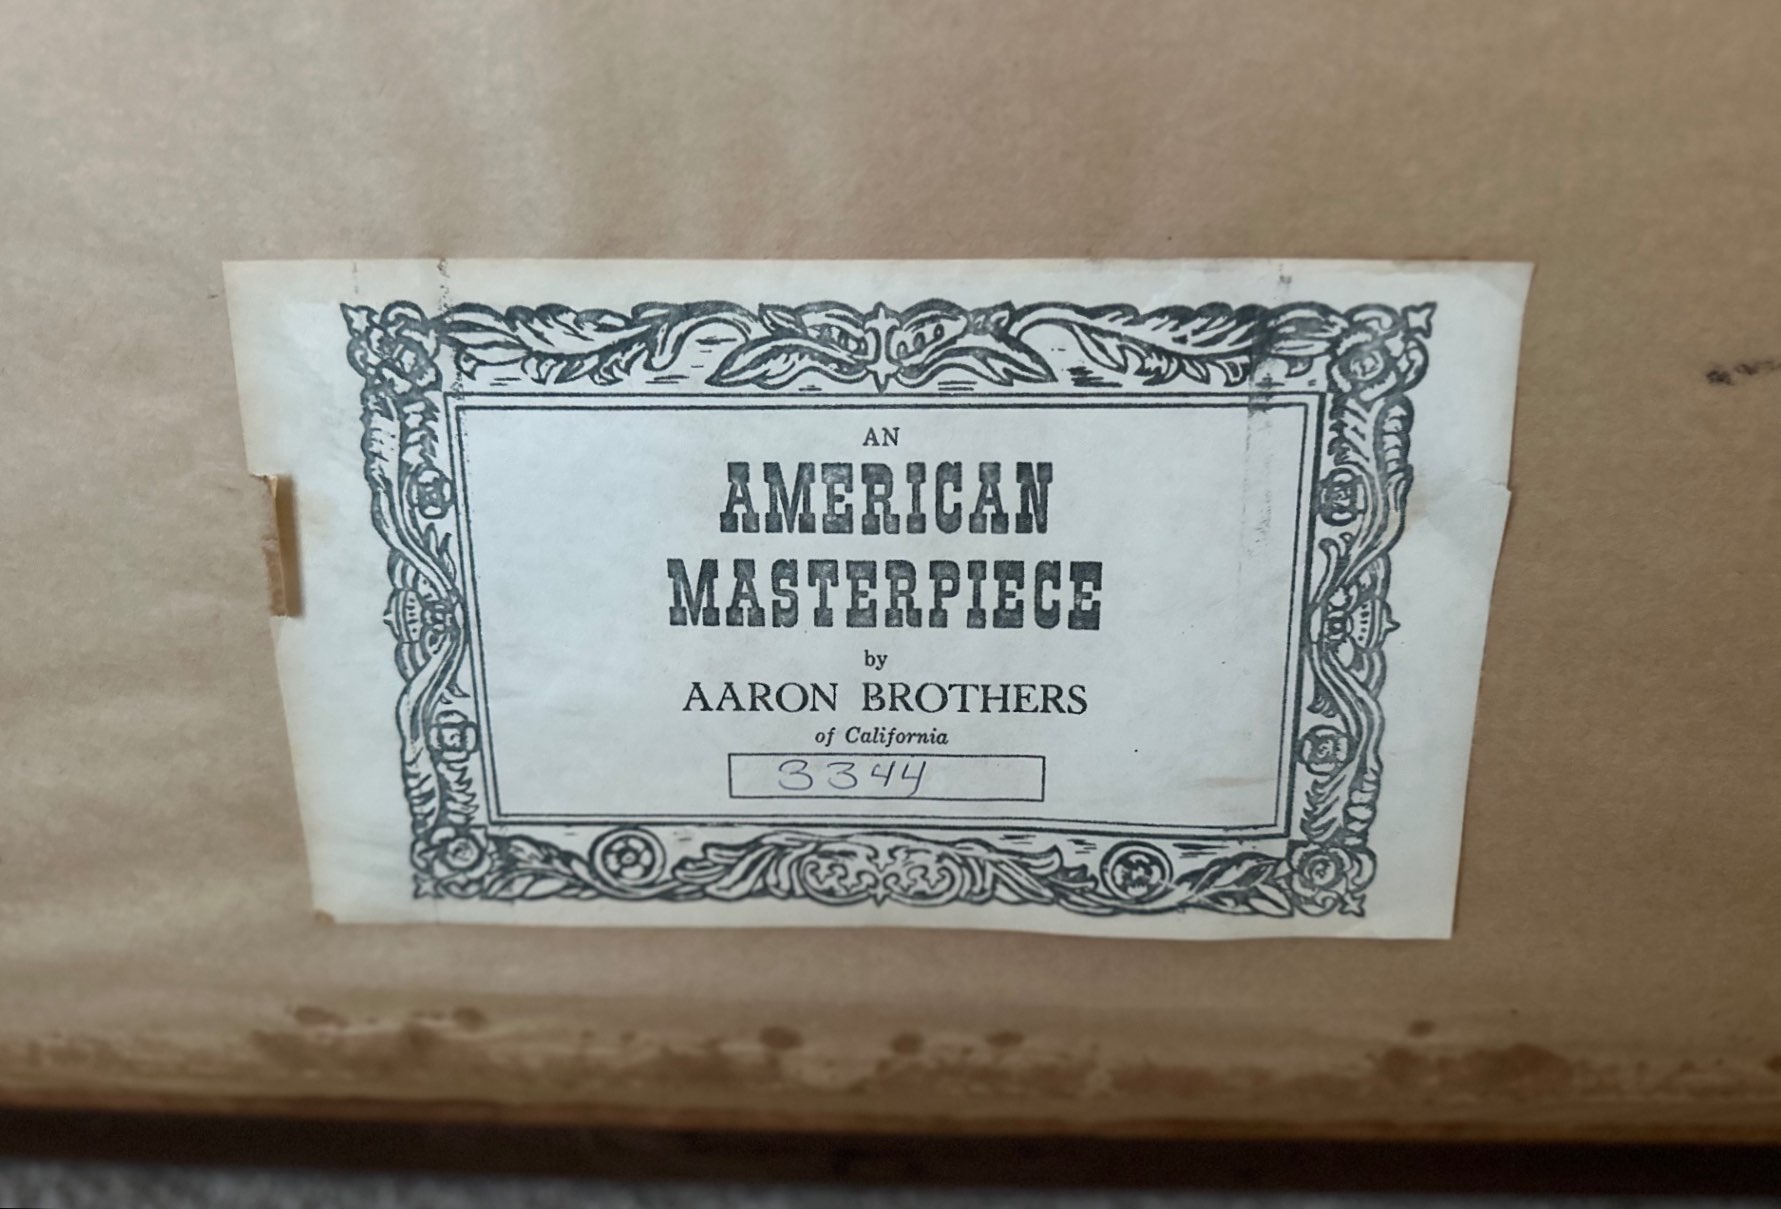 AN
AMERICAN
MASTERPIECE
by
AARON BROTHERS
of California
3344